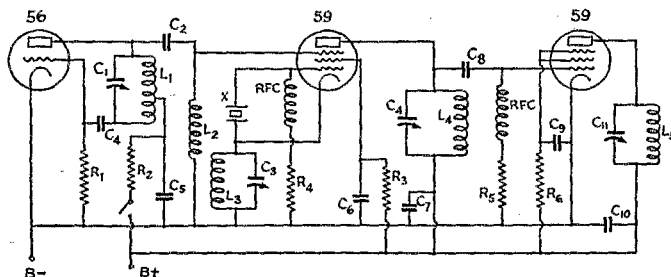 56
59
59
C2
C1
L1
C4
R1
R2
C5
L2
X
RFC
L3
C3
R4
C6
R3
C4
L4
C7
C8
RFC
R5
R6
C9
C11
C10
B-
B+